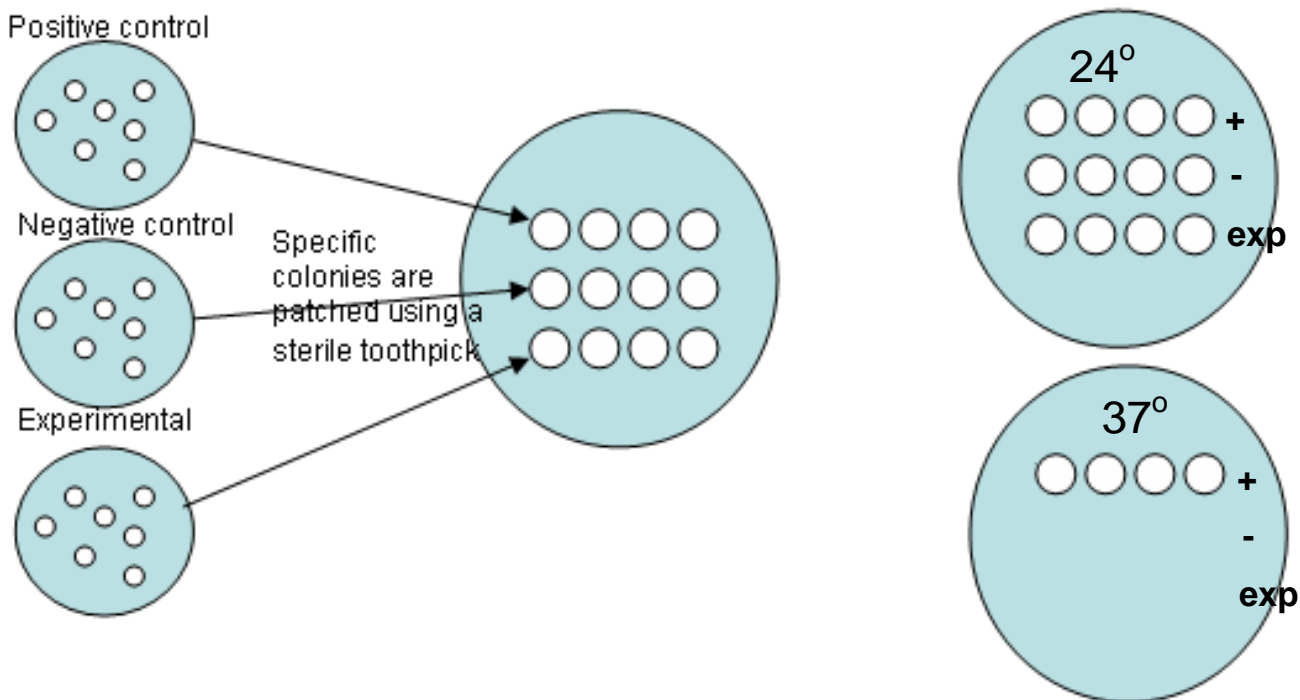 Positive control
Negative control
Specific
colonies are
patched using a
sterile toothpick
Experimental
24°
+
-
exp
37°
+
-
exp